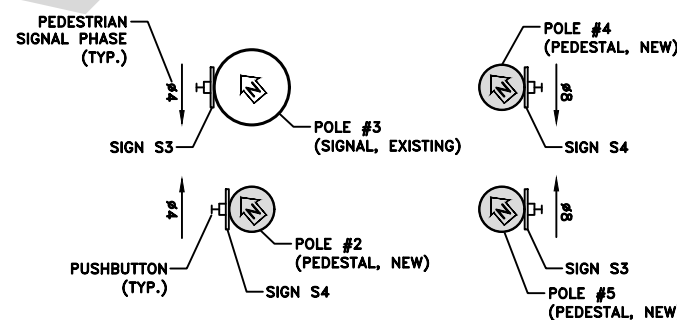 PEDESTRIAN
SIGNAL PHASE
(TYP.)
ø4
N
SIGN S3
POLE #3
(SIGNAL, EXISTING)
POLE #4
(PEDESTAL, NEW)
N
ø8
SIGN S4
ø4
N
PUSHBUTTON
(TYP.)
POLE #2
(PEDESTAL, NEW)
SIGN S4
N
ø8
SIGN S3
POLE #5
(PEDESTAL, NEW